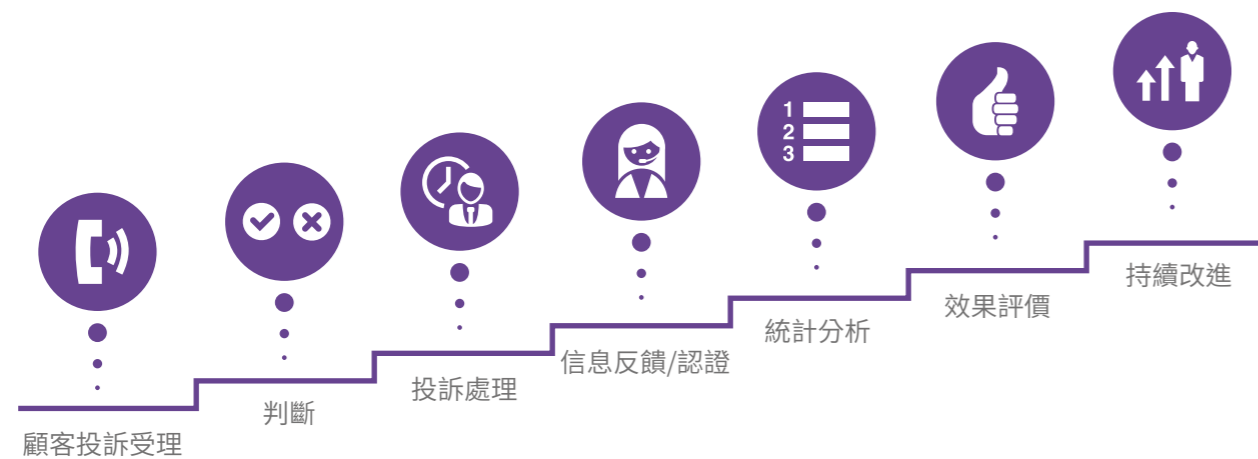 顧客投訴受理
判斷
投訴處理
信息反饋/認證
1
2
3
統計分析
效果評價
持續改進